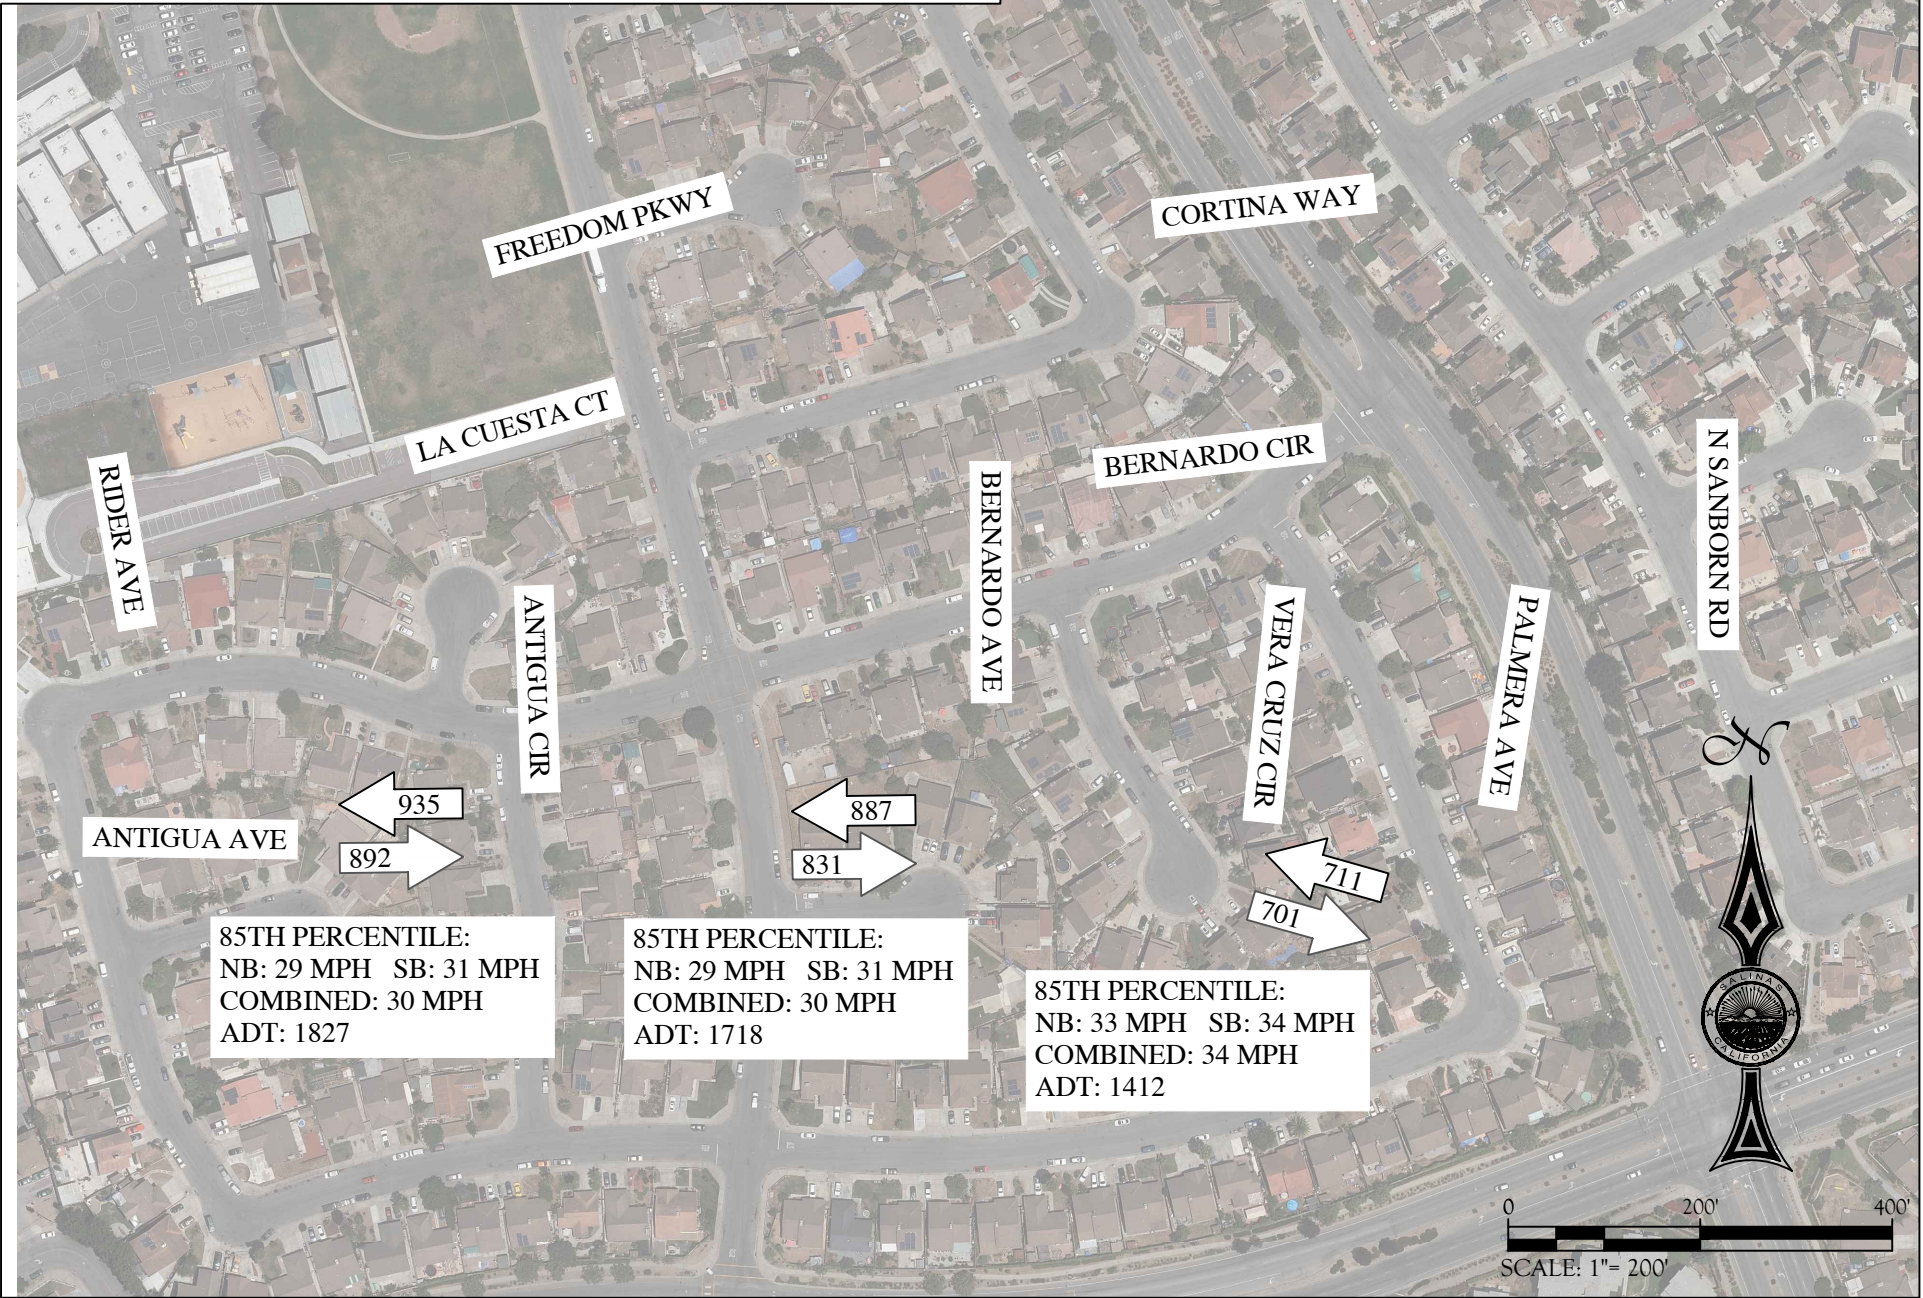 FREEDOM PKWY
CORTINA WAY
LA CUESTA CT
BERNARDO CIR
RIDER AVE
BERNARDO AVE
N SANBORN RD
ANTIGUA CIR
VERA CRUZ CIR
PALMERA AVE
ANTIGUA AVE
935
892
887
831
711
701
85TH PERCENTILE:
NB: 29 MPH SB: 31 MPH
COMBINED: 30 MPH
ADT: 1827
85TH PERCENTILE:
NB: 29 MPH SB: 31 MPH
COMBINED: 30 MPH
ADT: 1718
85TH PERCENTILE:
NB: 33 MPH SB: 34 MPH
COMBINED: 34 MPH
ADT: 1412
N
SALINAS
CALIFORNIA
0 200' 400'
SCALE: 1"= 200'